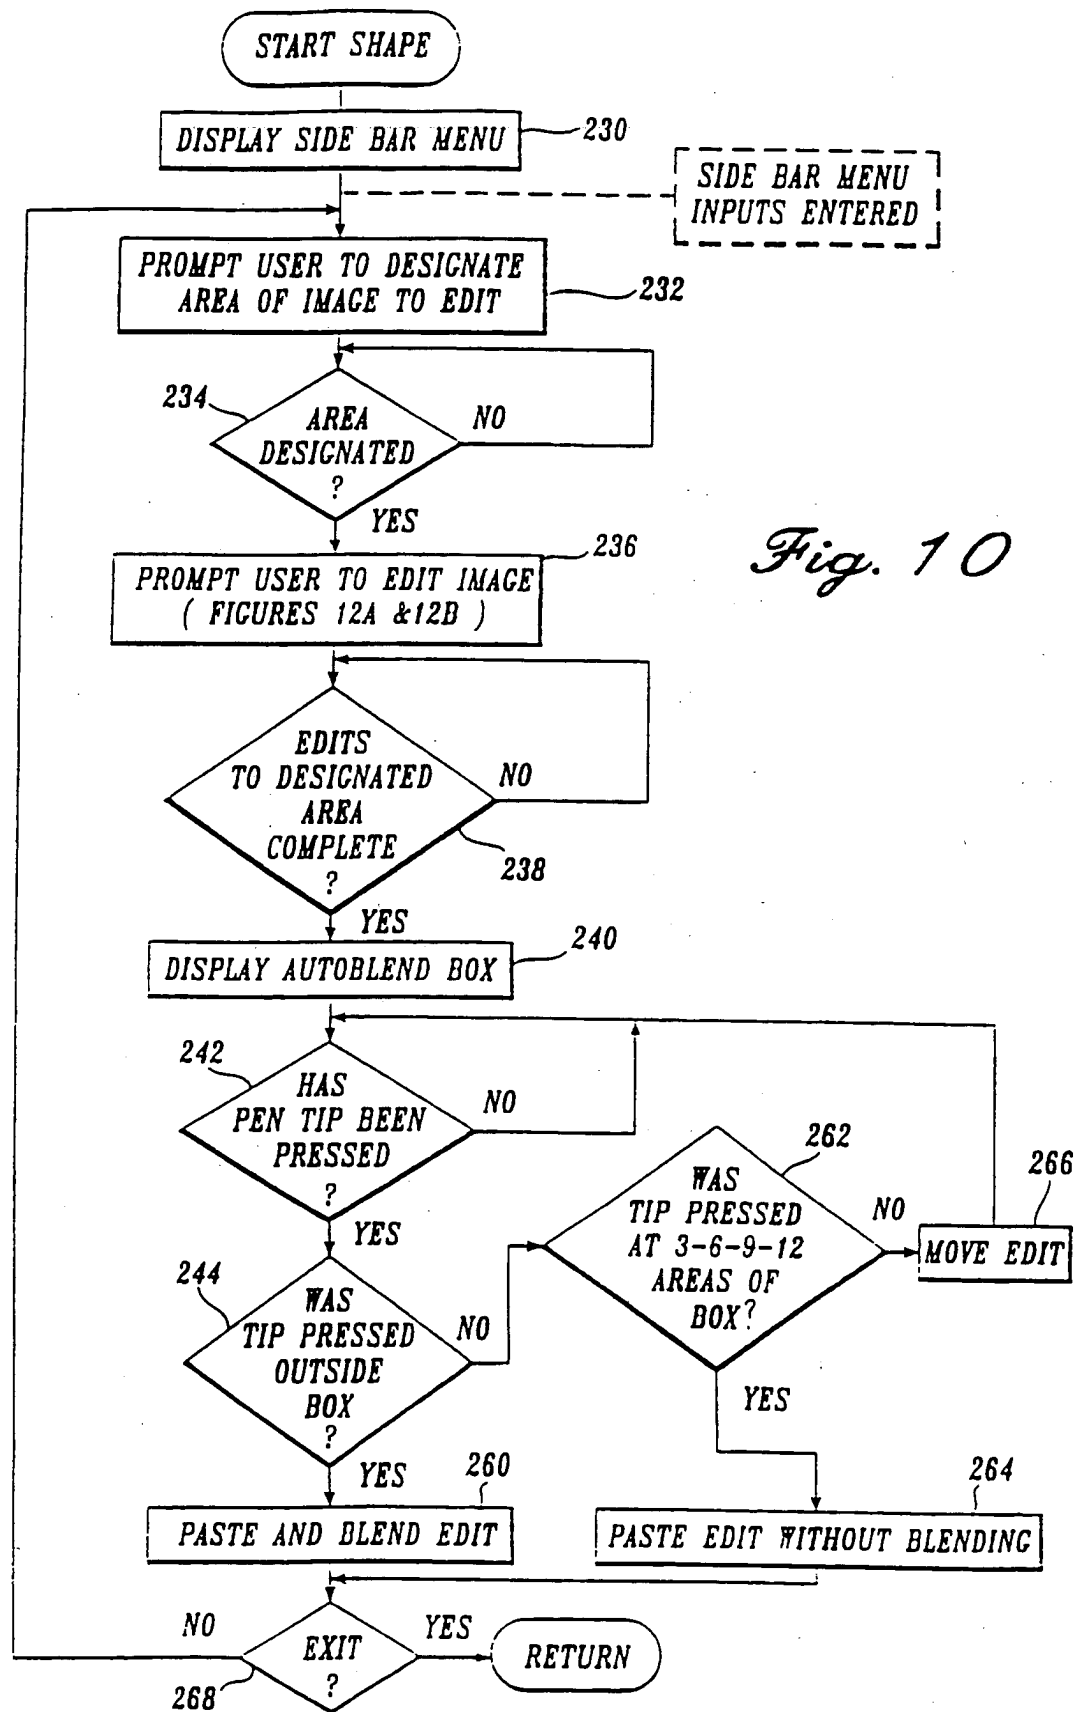 START SHAPE
DISPLAY SIDE BAR MENU
230
SIDE BAR MENU
INPUTS ENTERED
PROMPT USER TO DESIGNATE
AREA OF IMAGE TO EDIT
232
234
AREA
DESIGNATED
?
NO
YES
Fig. 10
236
PROMPT USER TO EDIT IMAGE
( FIGURES 12A &12B )
EDITS
TO DESIGNATED
AREA
COMPLETE
?
NO
238
YES
240
DISPLAY AUTOBLEND BOX
242
HAS
PEN TIP BEEN
PRESSED
?
NO
YES
262
WAS
TIP PRESSED
AT 3-6-9-12
AREAS OF
BOX?
NO
266
MOVE EDIT
244
WAS
TIP PRESSED
OUTSIDE
BOX
?
NO
YES
YES
260
PASTE AND BLEND EDIT
264
PASTE EDIT WITHOUT BLENDING
NO
EXIT
?
YES
RETURN
268